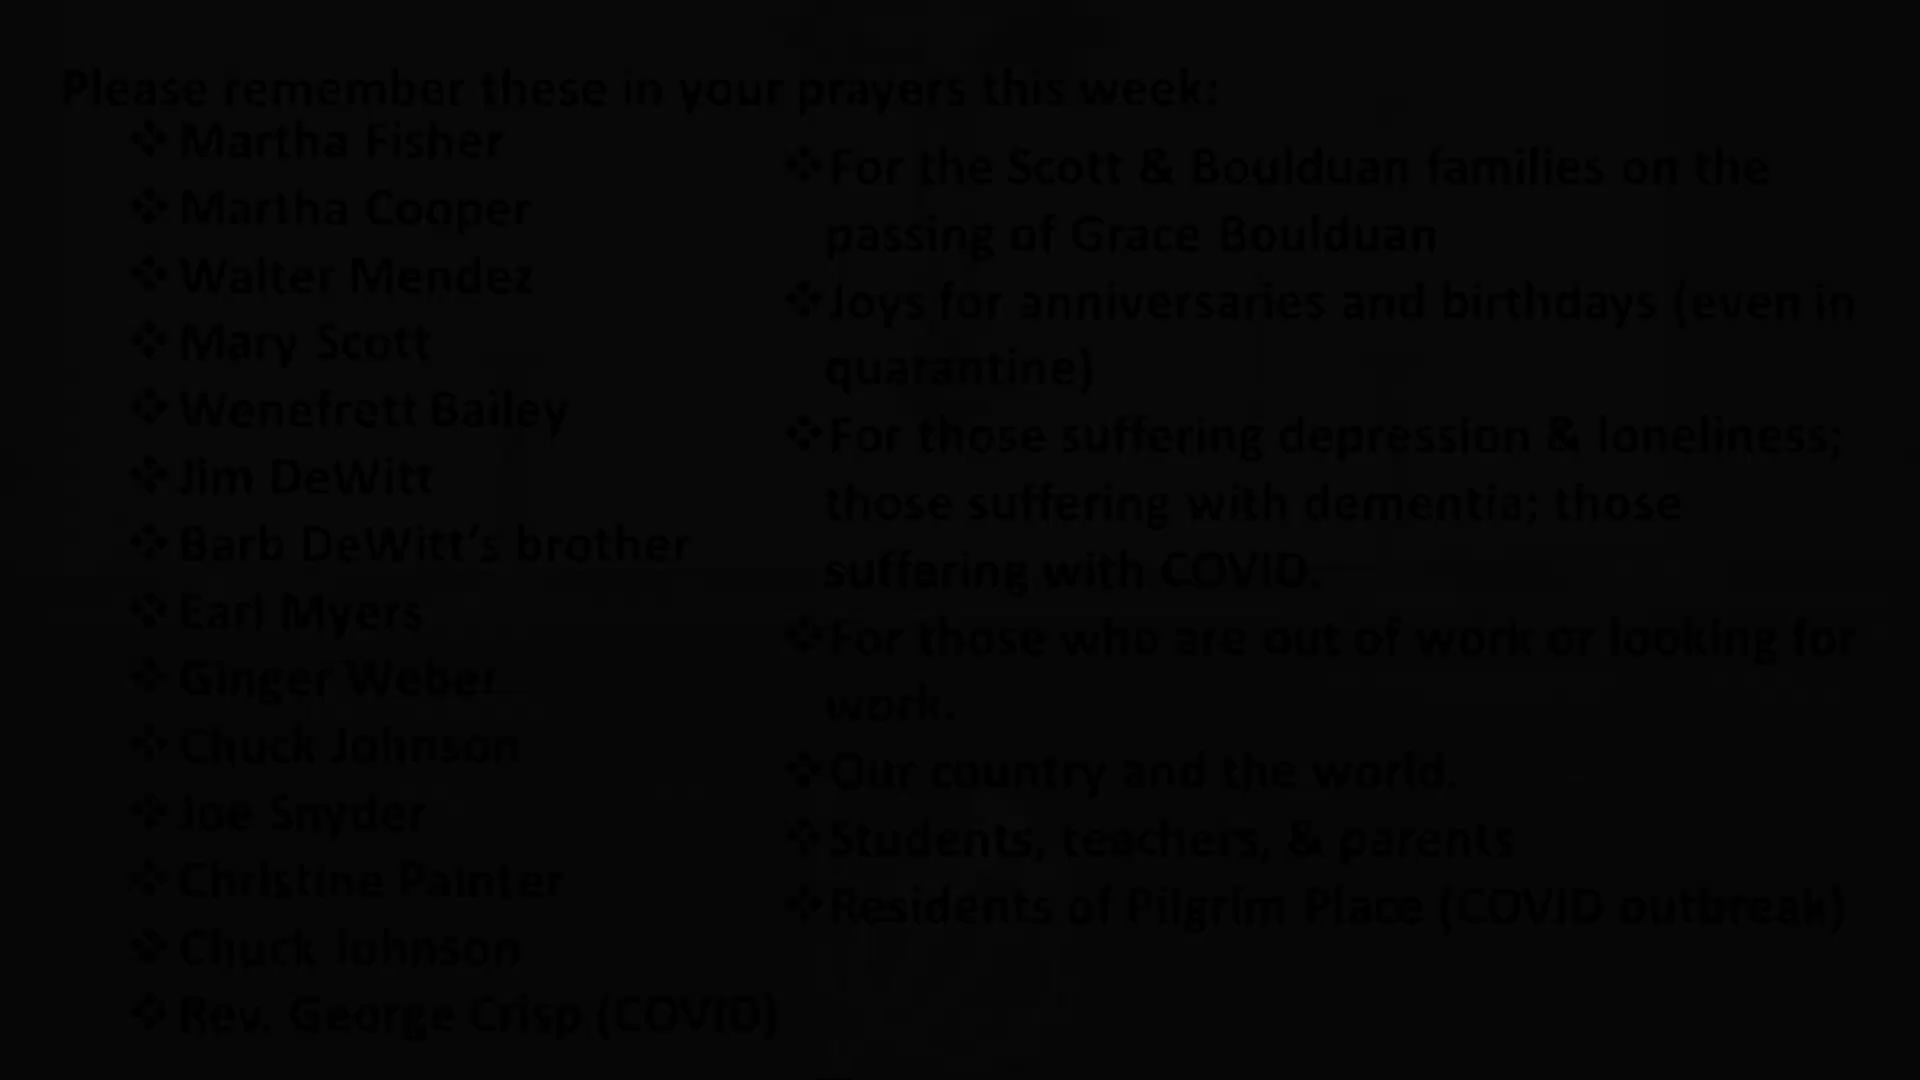 Please remember these in your prayers this week:
Martha Fisher
Martha Cooper
Walter Mendez
Mary Scott
Wenefrett Bailey
Jim DeWitt
Barb DeWitt's brother
Earl Myers
Ginger Weber
Chuck Johnson
Joe Snyder
Christine Painter
Chuck Johnson
Rev. George Crisp (COVID)
For the Scott & Boulduan families on the
passing of Grace Boulduan
Joys for anniversaries and birthdays (even in
quarantine)
For those suffering depression & loneliness;
those suffering with dementia; those
suffering with COVID.
For those who are out of work or looking for
work.
Our country and the world.
Students, teachers, & parents
Residents of Pilgrim Place (COVID outbreak)